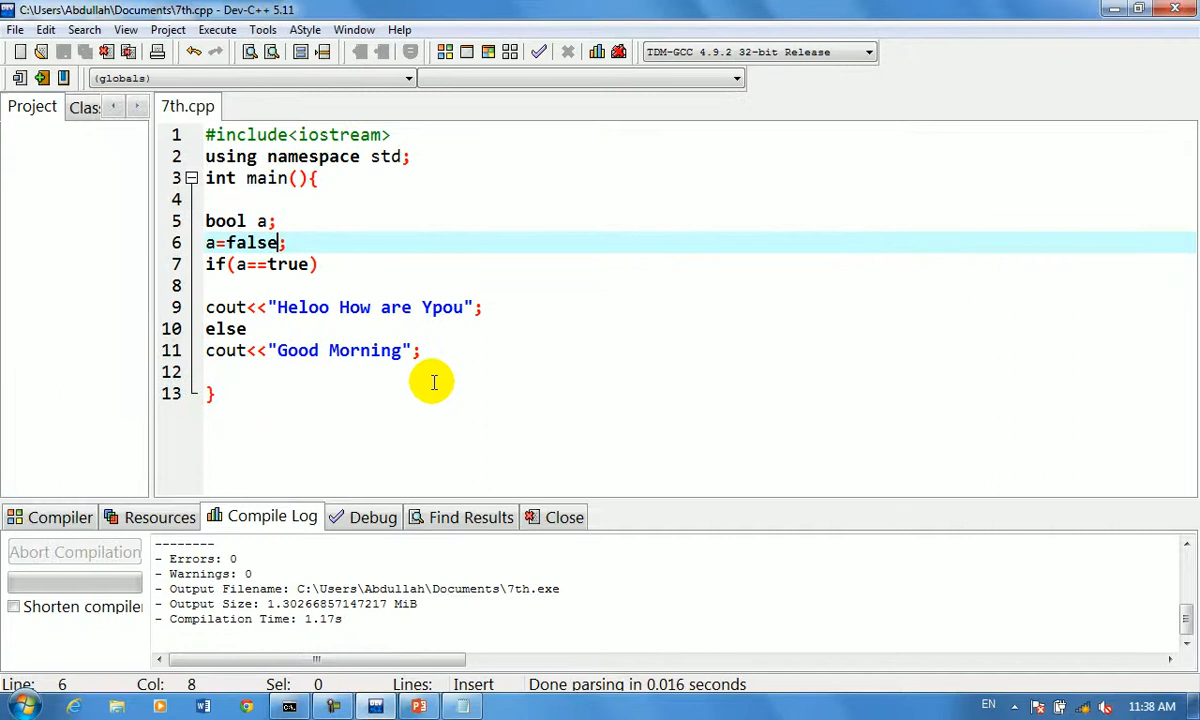 C:\Users\Abdullah\Documents\7th.cpp - Dev-C++ 5.11
File Edit Search View Project Execute Tools AStyle Window Help
TDM-GCC 4.9.2 32-bit Release
(globals)
Project Clas 7th.cpp
1 #include<iostream>
2 using namespace std;
3 int main(){
4
5 bool a;
6 a=false;
7 if(a==true)
8
9 cout<<"Heloo How are Ypou";
10 else
11 cout<<"Good Morning";
12
13 }
Compiler Resources Compile Log Debug Find Results Close
Abort Compilation
Shorten compiler
--------
- Errors: 0
- Warnings: 0
- Output Filename: C:\Users\Abdullah\Documents\7th.exe
- Output Size: 1.30266857147217 MiB
- Compilation Time: 1.17s
Line: 6 Col: 8 Sel: 0 Lines: Insert Done parsing in 0.016 seconds
EN 11:38 AM